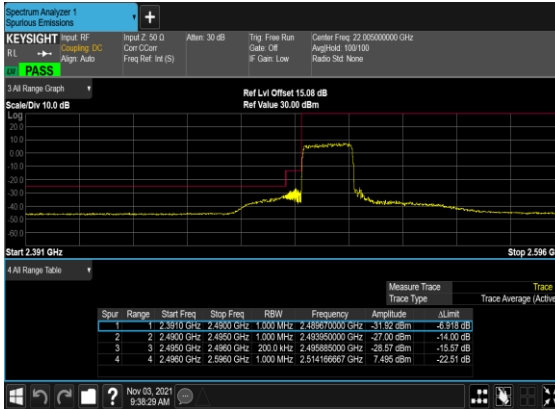 Spectrum Analyzer 1
Spurious Emissions
+
KEYSIGHT Input: RF Input Z: 50 Ω Atten: 30 dB Trig: Free Run Center Freq: 22.005000000 GHz
RL Coupling: DC Corr CCorr Gate: Off Avg|Hold: 100/100
Align: Auto Freq Ref: Int (S) IF Gain: Low Radio Std: None
PASS
3 All Range Graph
Ref Lvl Offset 15.08 dB
Scale/Div 10.0 dB Ref Value 30.00 dBm
Log
20.0
10.0
0.00
-10.0
-20.0
-30.0
-40.0
-50.0
-60.0
Start 2.391 GHz Stop 2.596 G
4 All Range Table
Measure Trace Trace
Trace Type Trace Average (Active
Spur Range Start Freq Stop Freq RBW Frequency Amplitude ΔLimit
1 1 2.3910 GHz 2.4900 GHz 1.000 MHz 2.489670000 GHz -31.92 dBm -6.918 dB
2 2 2.4900 GHz 2.4950 GHz 1.000 MHz 2.493950000 GHz -27.00 dBm -14.00 dB
3 3 2.4950 GHz 2.4960 GHz 200.0 kHz 2.495885000 GHz -28.57 dBm -15.57 dB
4 4 2.4960 GHz 2.5960 GHz 1.000 MHz 2.514166667 GHz 7.495 dBm -22.51 dB
?
Nov 03, 2021
9:38:29 AM